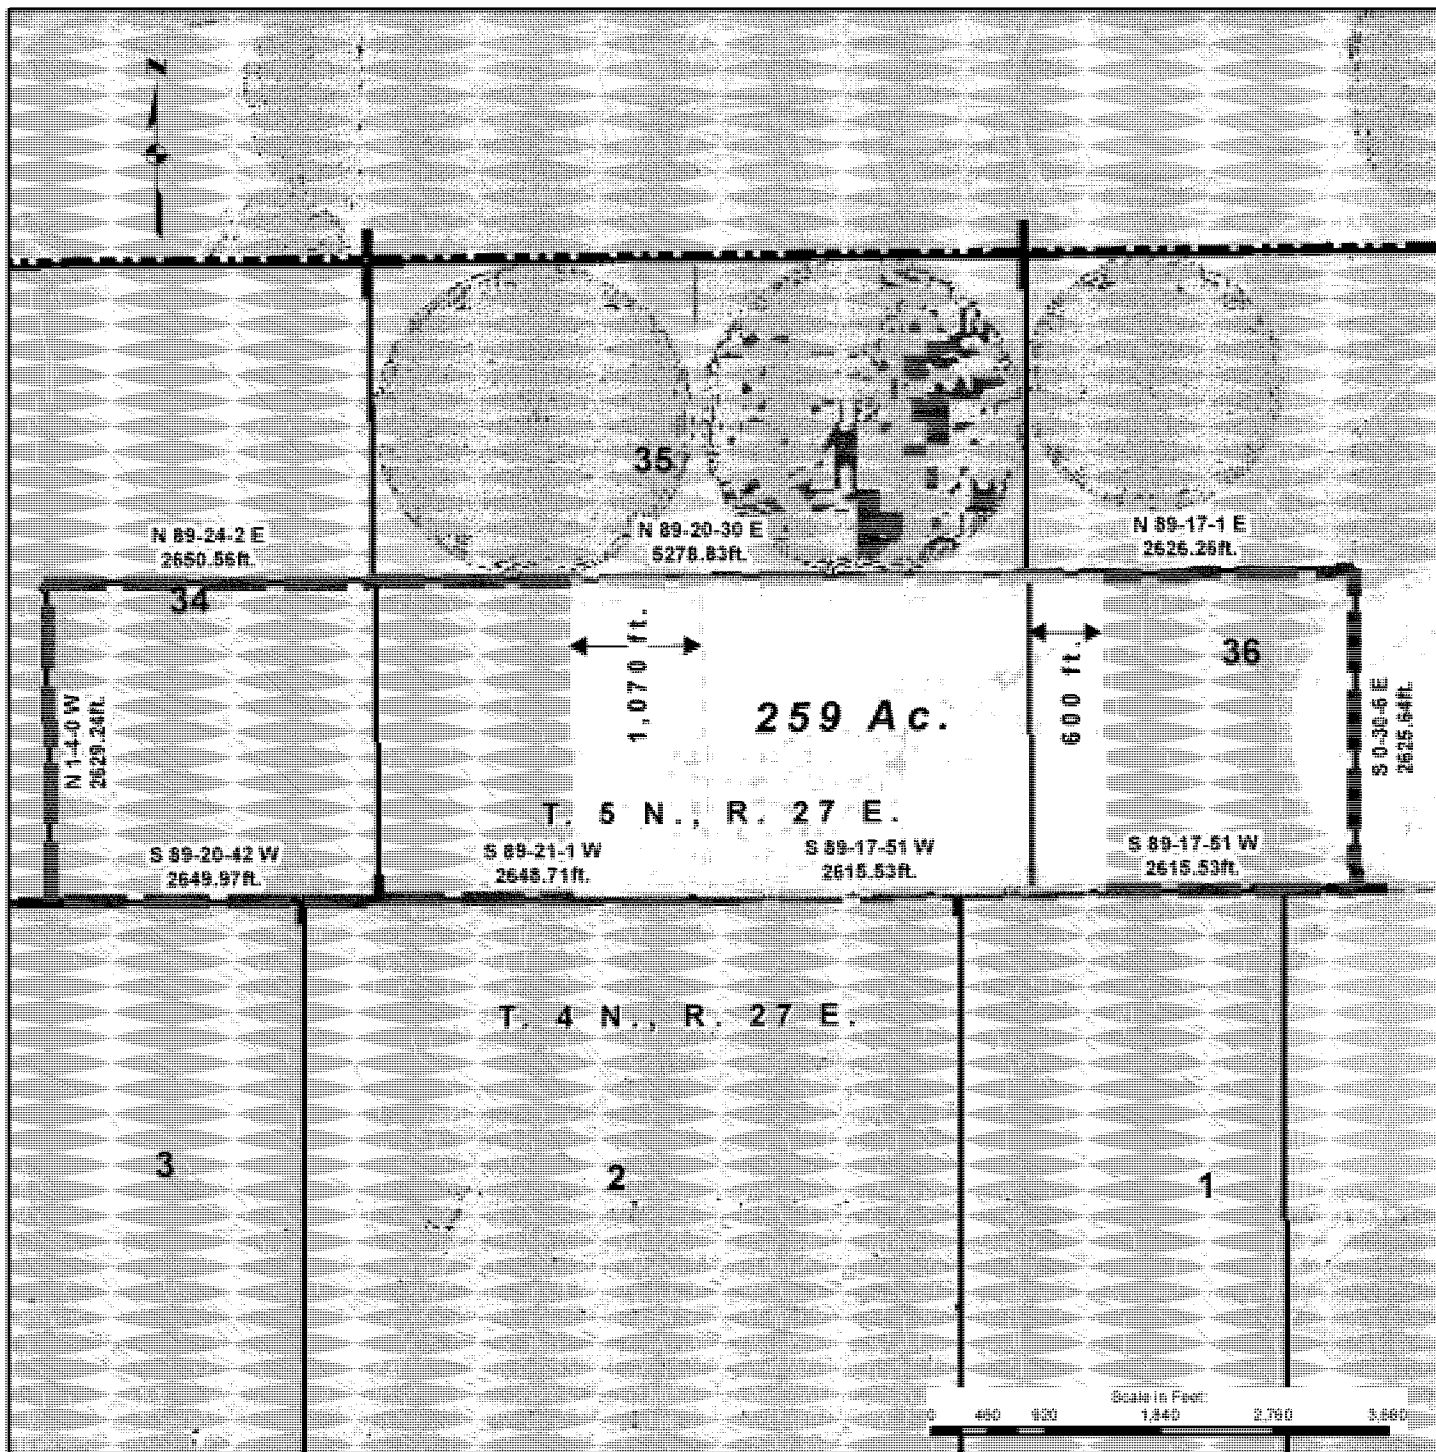 35
N 89-24-2 E
2650.56ft.
N 89-20-30 E
5278.83ft.
N 89-17-1 E
2626.26ft.
34
1,070 ft.
600 ft.
36
N 1-4-0 W
2629.24ft.
259 Ac.
S 0-30-6 E
2625.64ft.
T. 5 N., R. 27 E.
S 89-20-42 W
2649.97ft.
S 89-21-1 W
2648.71ft.
S 89-17-51 W
2615.53ft.
S 89-17-51 W
2615.53ft.
T. 4 N., R. 27 E.
3
2
1
Scale in Feet:
0 460 920 1,840 2,760 3,680